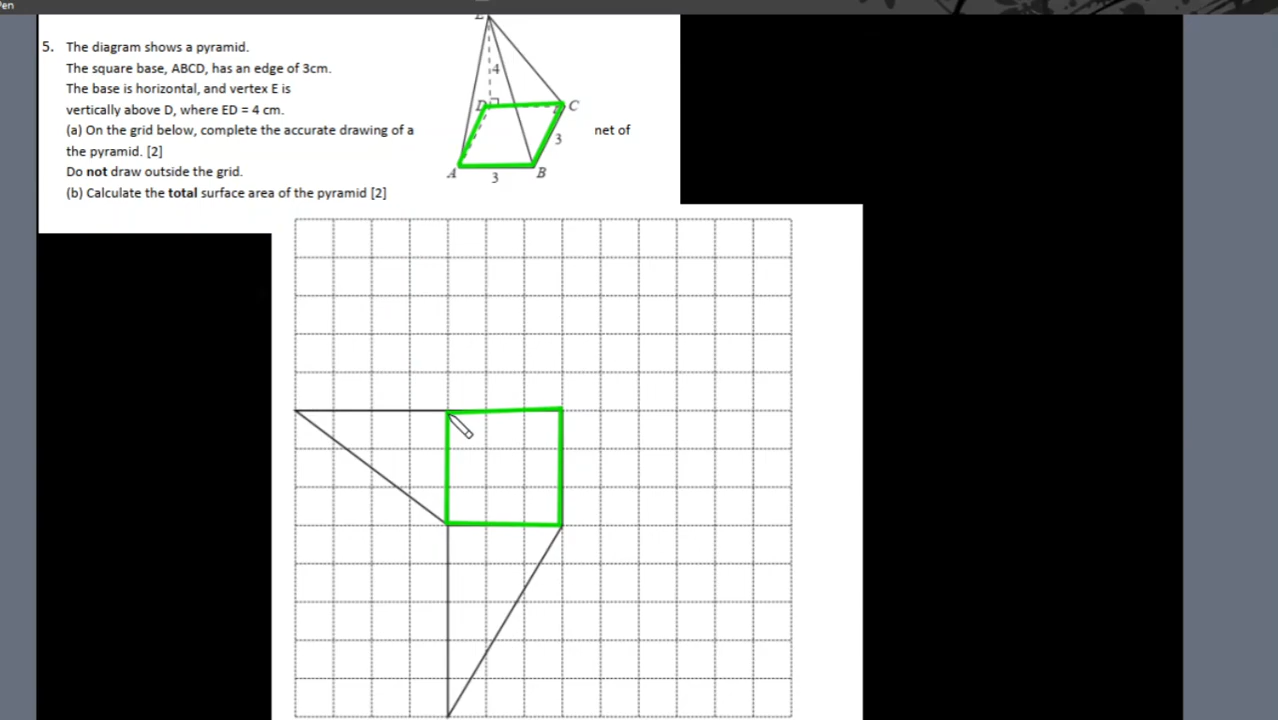 Pen
5. The diagram shows a pyramid.
The square base, ABCD, has an edge of 3cm.
The base is horizontal, and vertex E is
vertically above D, where ED = 4 cm.
(a) On the grid below, complete the accurate drawing of a net of
the pyramid. [2]
Do not draw outside the grid.
(b) Calculate the total surface area of the pyramid [2]
E
4
D
C
3
A
B
3